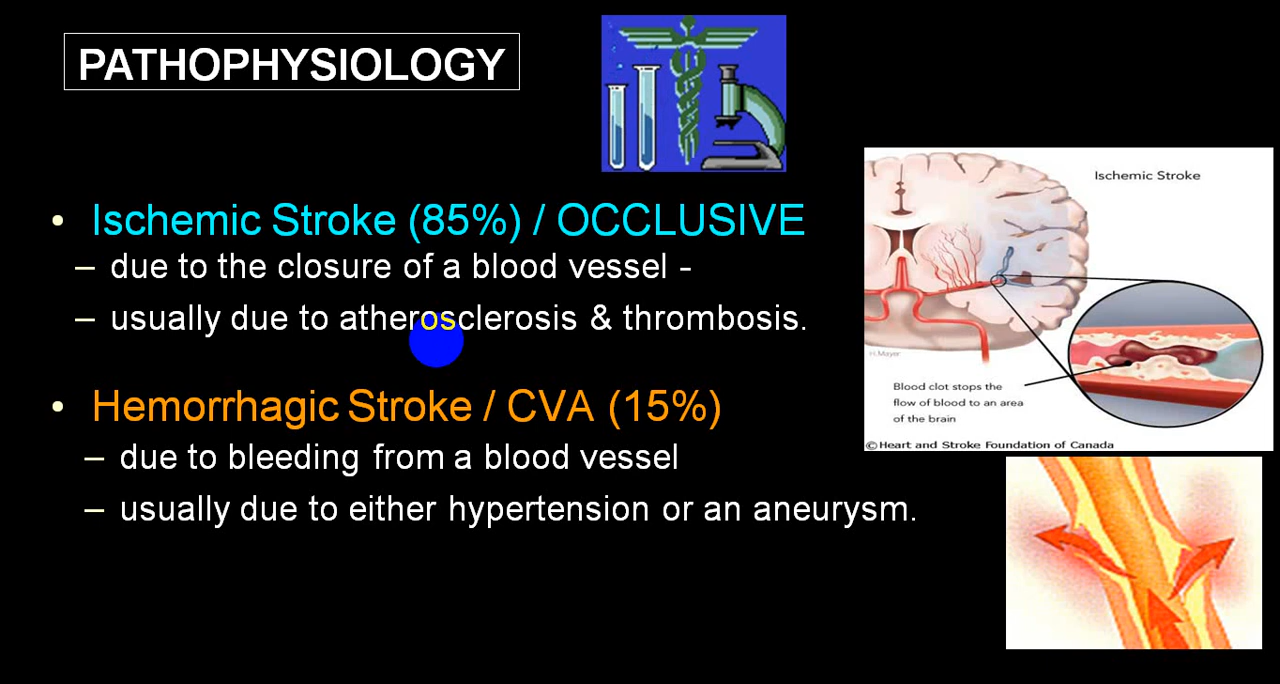 PATHOPHYSIOLOGY
• Ischemic Stroke (85%) / OCCLUSIVE
– due to the closure of a blood vessel -
– usually due to atherosclerosis & thrombosis.
• Hemorrhagic Stroke / CVA (15%)
– due to bleeding from a blood vessel
– usually due to either hypertension or an aneurysm.
Ischemic Stroke
H.Mayer
Blood clot stops the
flow of blood to an area
of the brain
©Heart and Stroke Foundation of Canada